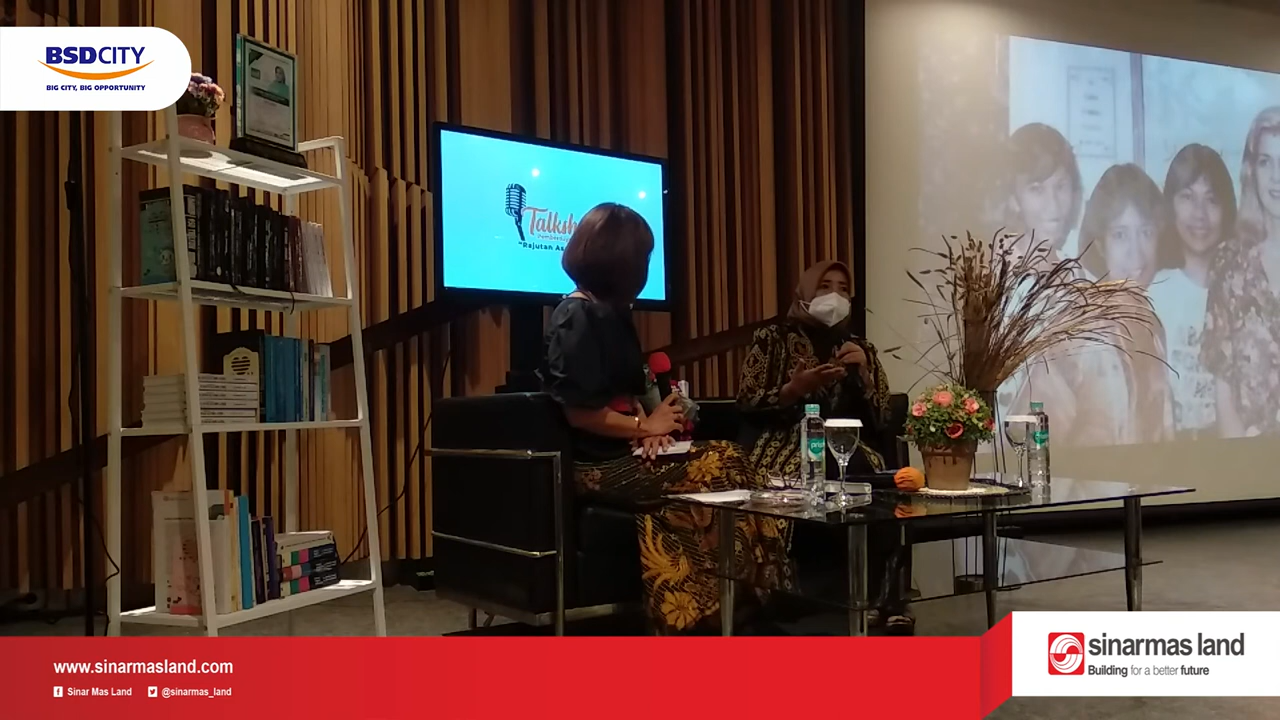 BSDCITY
BIG CITY, BIG OPPORTUNITY
Talksh
"Rajutan As
www.sinarmasland.com
Sinar Mas Land @sinarmas_land
sinarmas land
Building for a better future